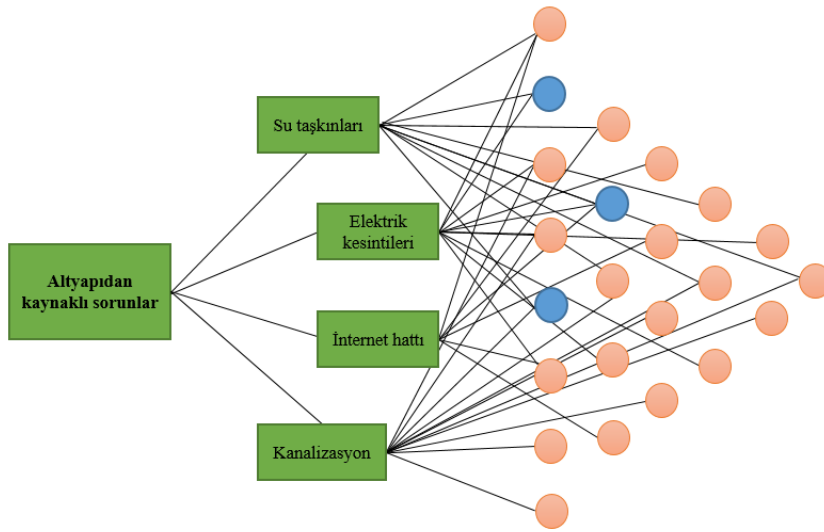 Su taşkınları
Elektrik
kesintileri
Altyapıdan
kaynaklı sorunlar
İnternet hattı
Kanalizasyon